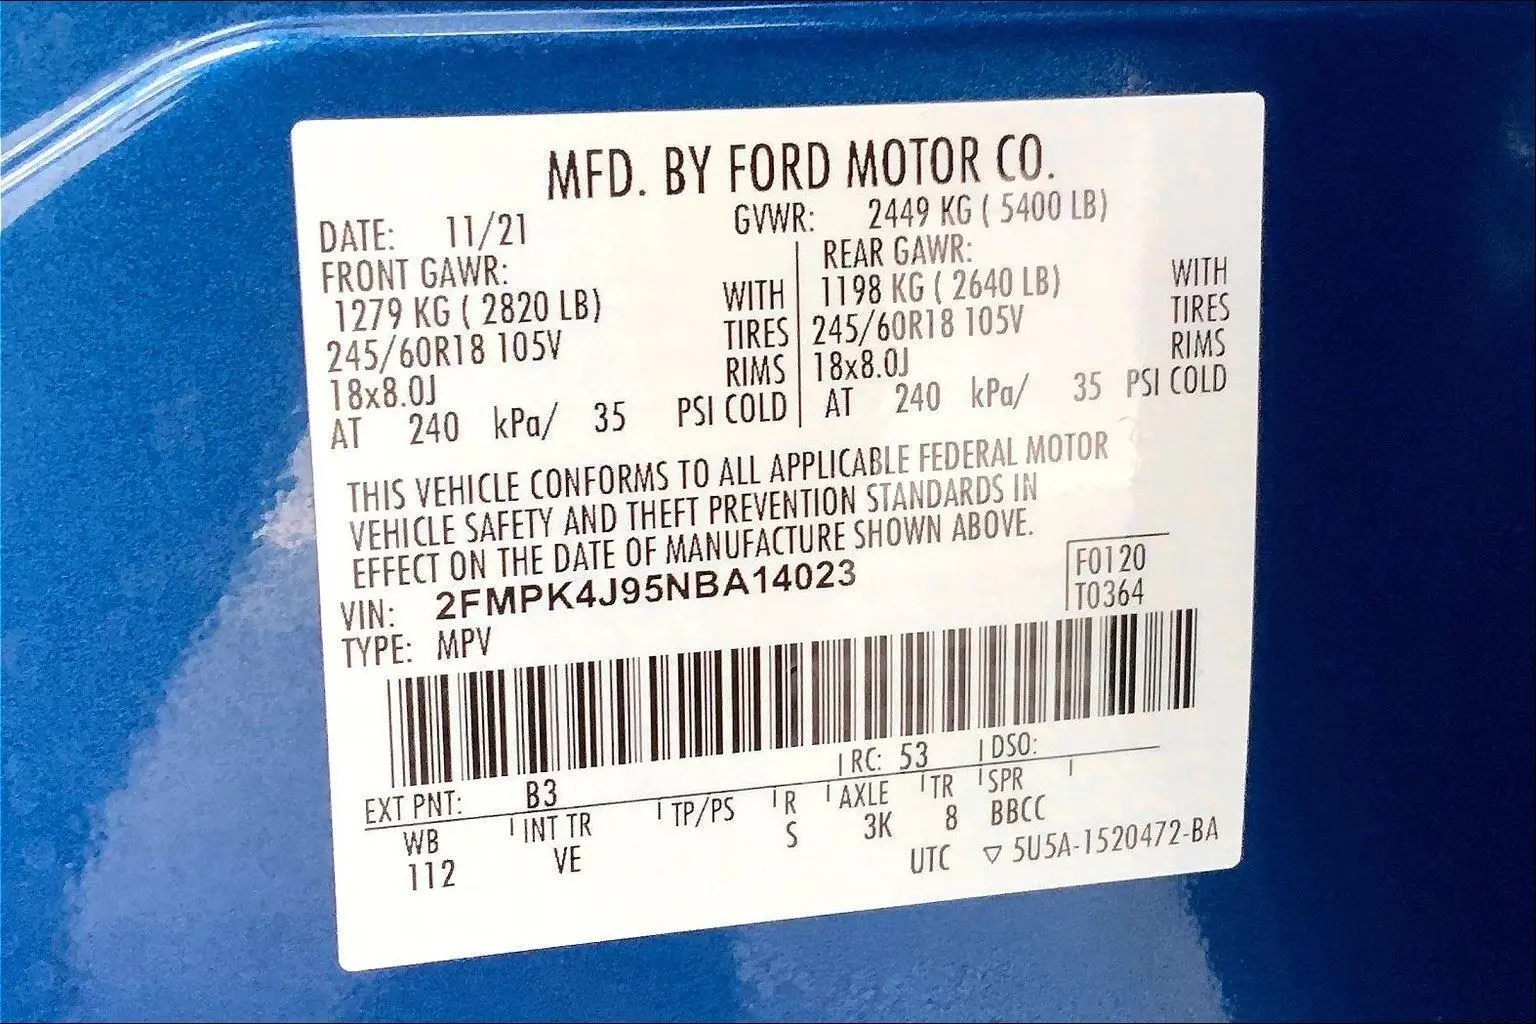 MFD. BY FORD MOTOR CO.
DATE: 11/21 GVWR: 2449 KG ( 5400 LB)
FRONT GAWR: REAR GAWR:
1279 KG ( 2820 LB) WITH 1198 KG ( 2640 LB) WITH
245/60R18 105V TIRES 245/60R18 105V TIRES
18x8.0J RIMS 18x8.0J RIMS
AT 240 kPa/ 35 PSI COLD AT 240 kPa/ 35 PSI COLD
THIS VEHICLE CONFORMS TO ALL APPLICABLE FEDERAL MOTOR
VEHICLE SAFETY AND THEFT PREVENTION STANDARDS IN
EFFECT ON THE DATE OF MANUFACTURE SHOWN ABOVE.
VIN: 2FMPK4J95NBA14023 F0120
TYPE: MPV T0364
EXT PNT: B3 RC: 53 DSO:
WB INT TR TP/PS R AXLE TR SPR
112 VE S 3K 8 BBCC
UTC ▽ 5U5A-1520472-BA